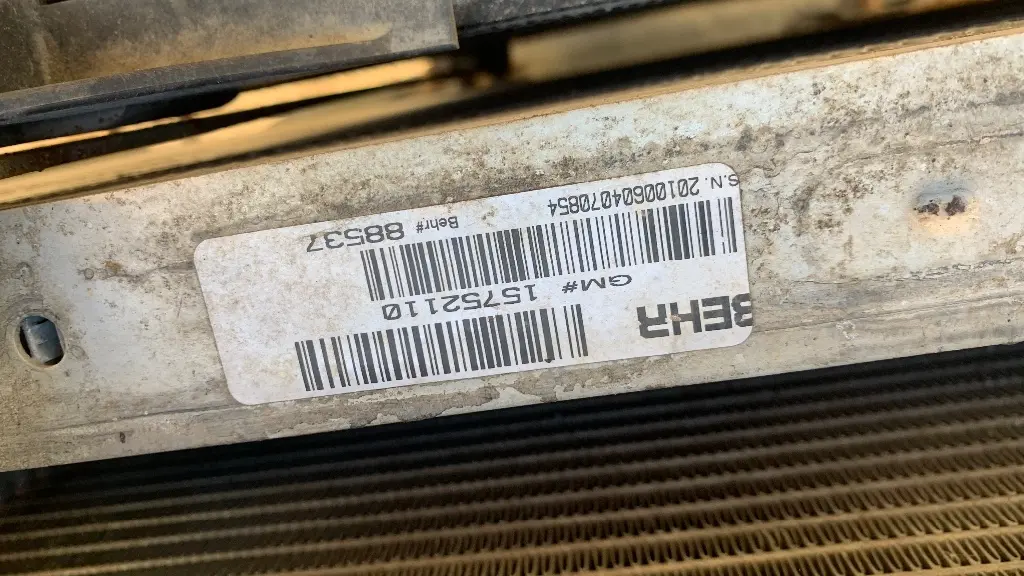 BEHR
GM# 15752110
Behr# 88537
S.N. 20100604070854